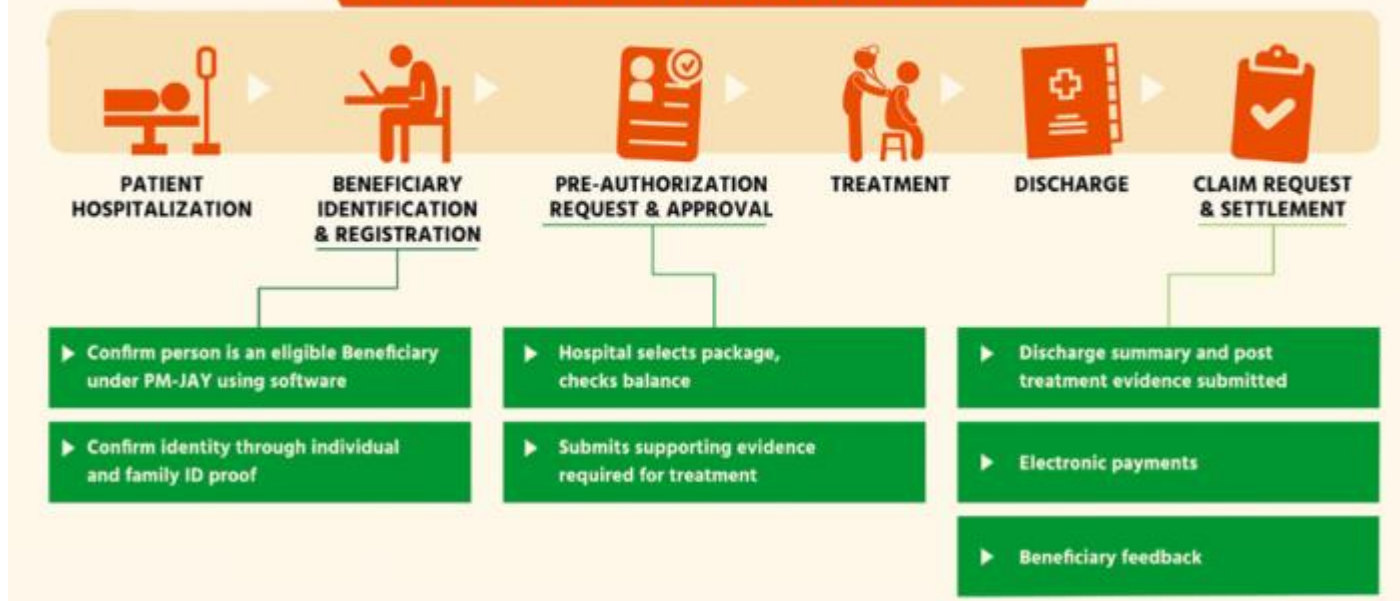 PATIENT
HOSPITALIZATION
BENEFICIARY
IDENTIFICATION
& REGISTRATION
PRE-AUTHORIZATION
REQUEST & APPROVAL
TREATMENT
DISCHARGE
CLAIM REQUEST
& SETTLEMENT
Confirm person is an eligible Beneficiary
under PM-JAY using software
Confirm identity through individual
and family ID proof
Hospital selects package,
checks balance
Submits supporting evidence
required for treatment
Discharge summary and post
treatment evidence submitted
Electronic payments
Beneficiary feedback